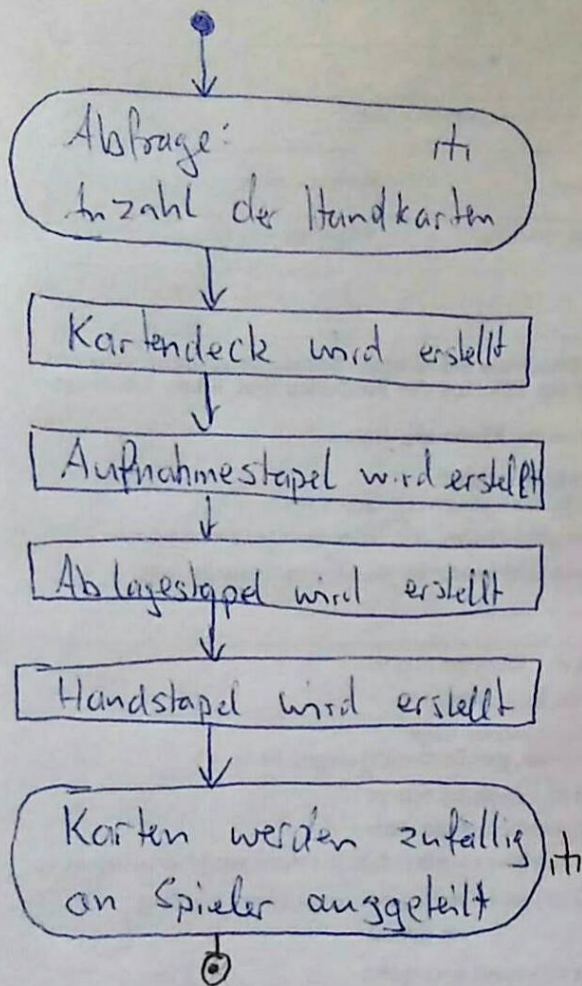 Abfrage:
Anzahl der Handkarten
Kartendeck wird erstellt
Aufnahmestapel wird erstellt
Ablagestapel wird erstellt
Handstapel wird erstellt
Karten werden zufällig
an Spieler ausgeteilt